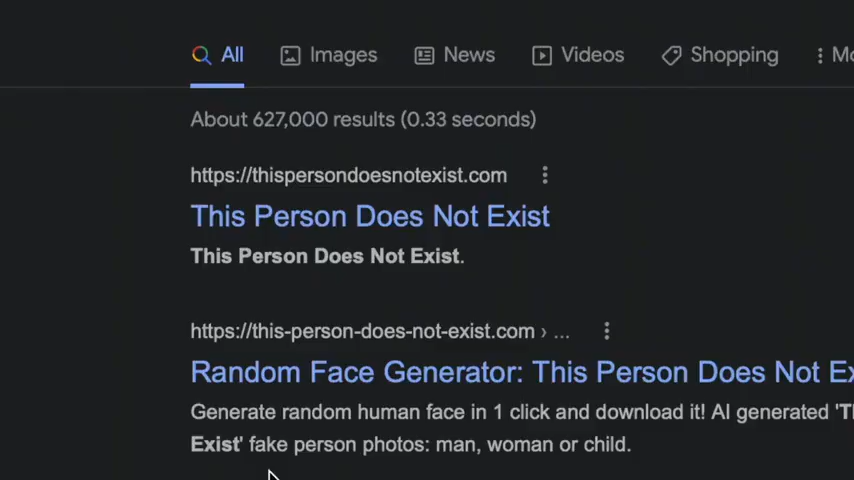 All Images News Videos Shopping
About 627,000 results (0.33 seconds)
https://thispersondoesnotexist.com
This Person Does Not Exist
This Person Does Not Exist.
https://this-person-does-not-exist.com › ...
Random Face Generator: This Person Does Not
Generate random human face in 1 click and download it! AI generated
Exist' fake person photos: man, woman or child.